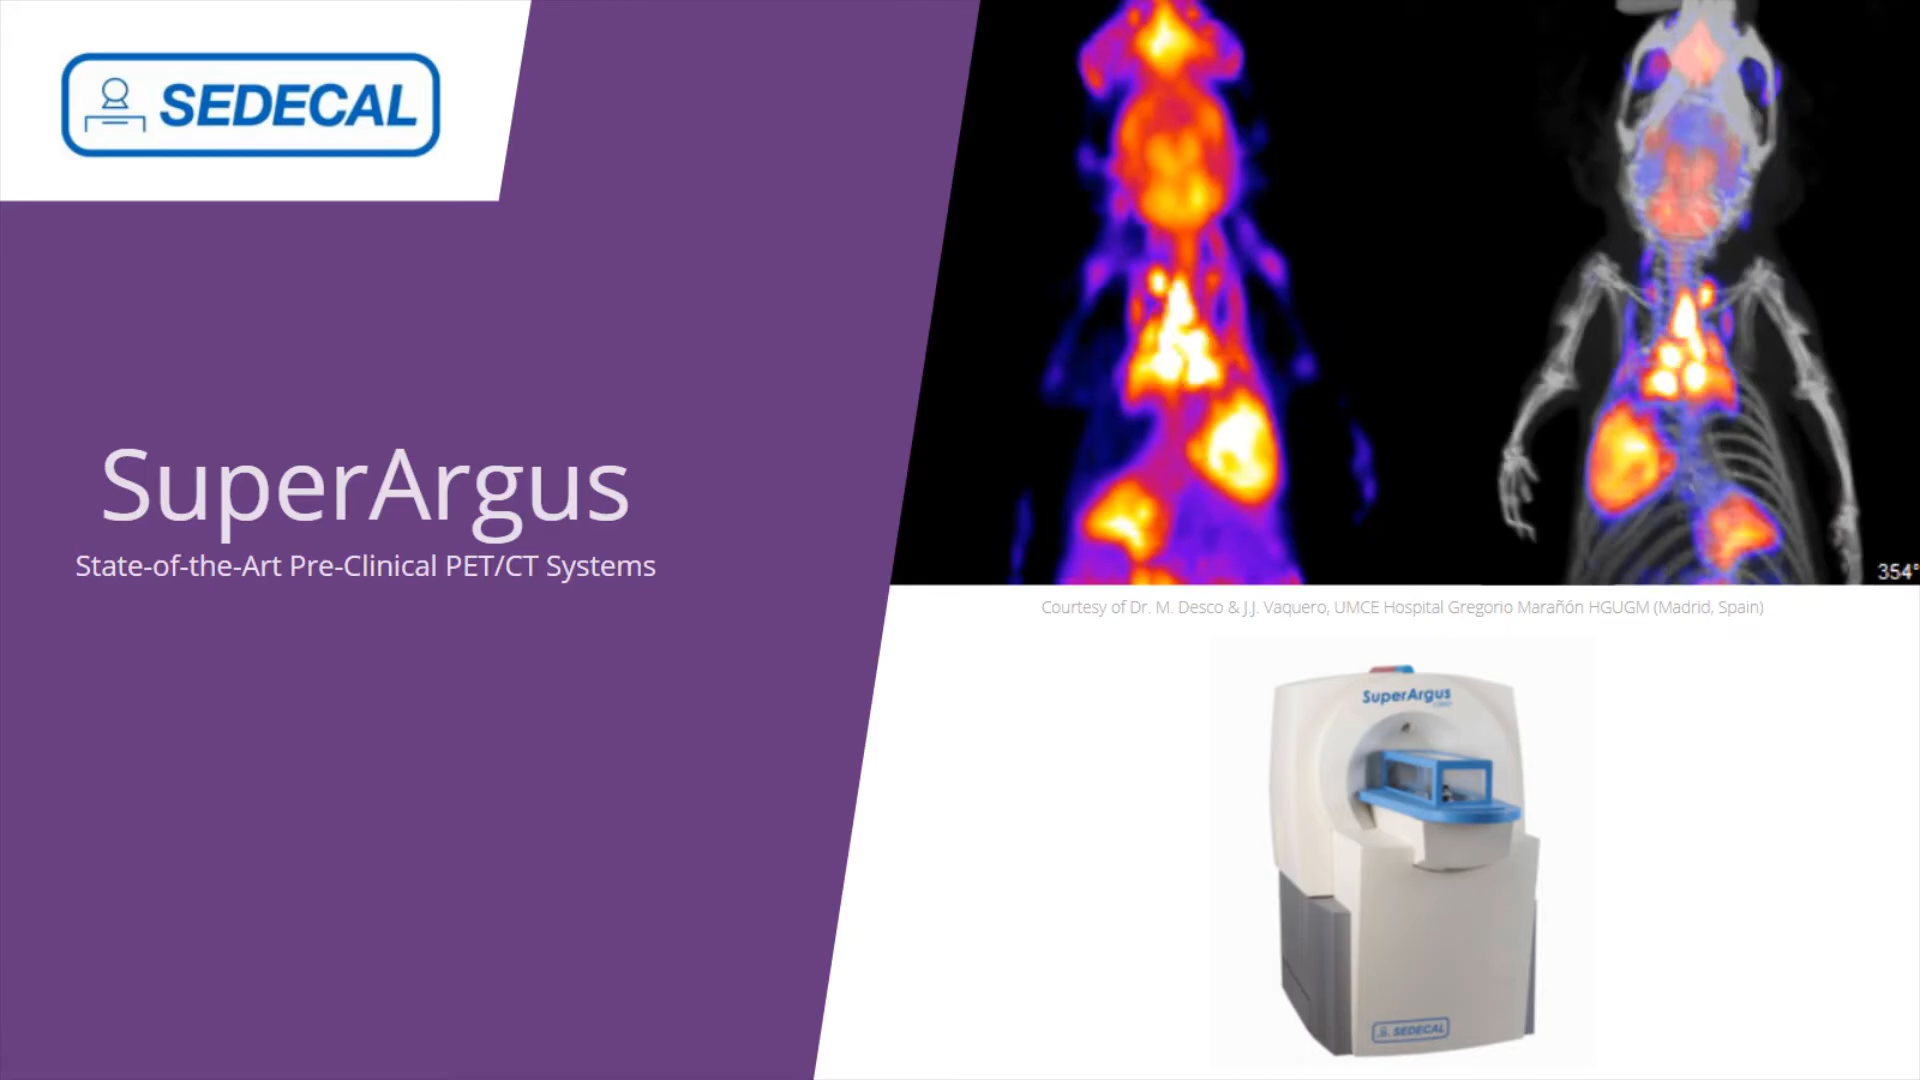 SEDECAL
SuperArgus
State-of-the-Art Pre-Clinical PET/CT Systems
354°
Courtesy of Dr. M. Desco & J.J. Vaquero, UMCE Hospital Gregorio Marañón HGUGM (Madrid, Spain)
SuperArgus
SEDECAL